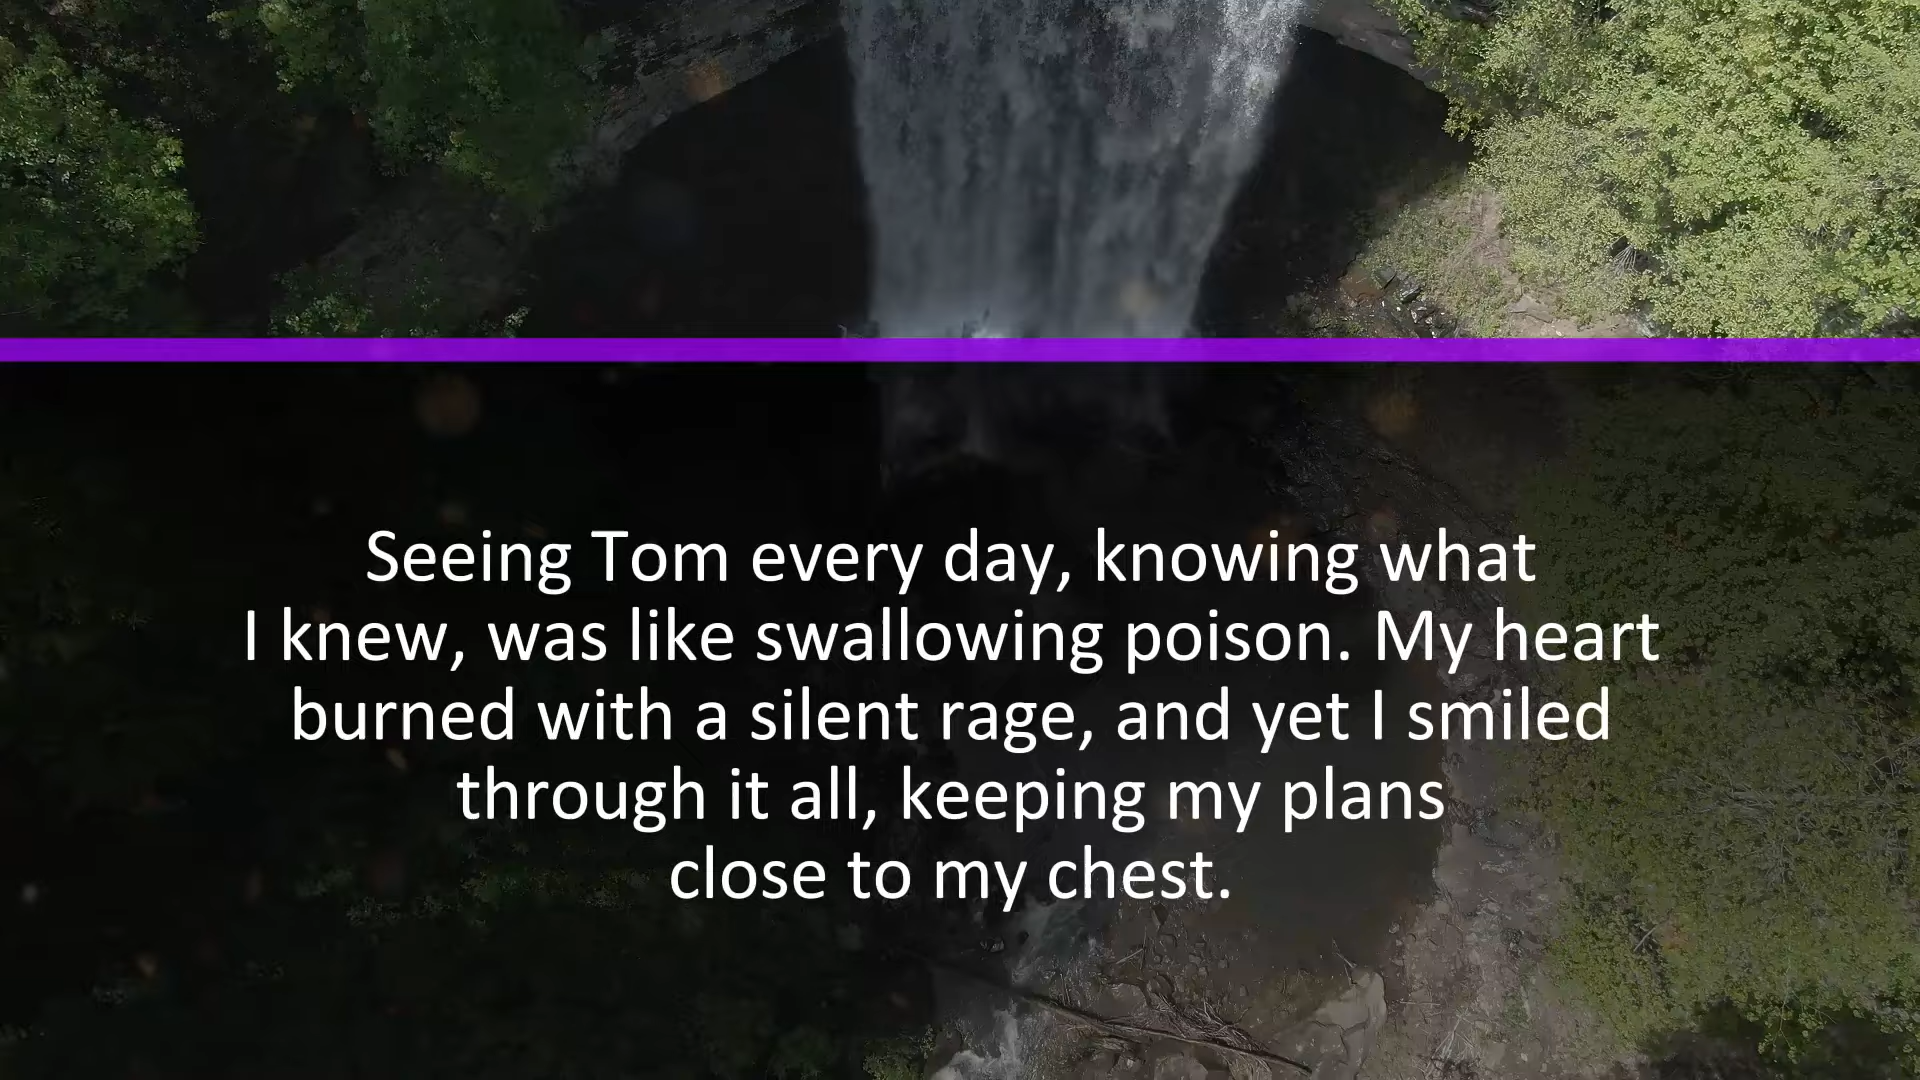 Seeing Tom every day, knowing what
I knew, was like swallowing poison. My heart
burned with a silent rage, and yet I smiled
through it all, keeping my plans
close to my chest.